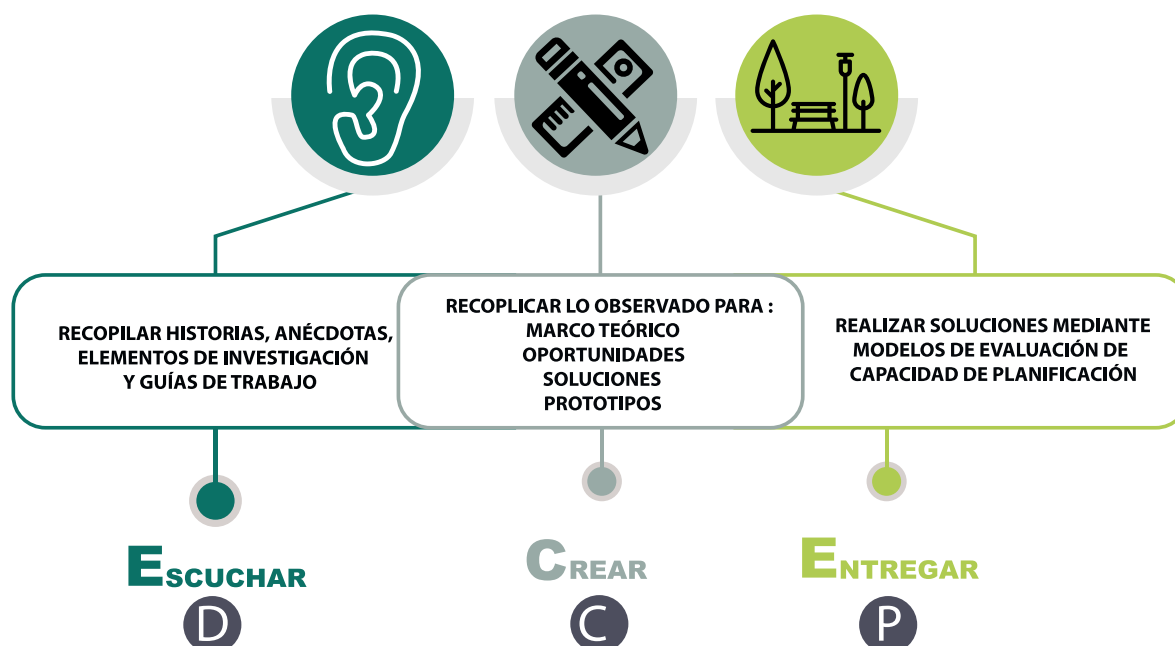 RECOPILAR HISTORIAS, ANÉCDOTAS,
ELEMENTOS DE INVESTIGACIÓN
Y GUÍAS DE TRABAJO
RECOPLICAR LO OBSERVADO PARA :
MARCO TEÓRICO
OPORTUNIDADES
SOLUCIONES
PROTOTIPOS
REALIZAR SOLUCIONES MEDIANTE
MODELOS DE EVALUACIÓN DE
CAPACIDAD DE PLANIFICACIÓN
ESCUCHAR
CREAR
ENTREGAR
D
C
P